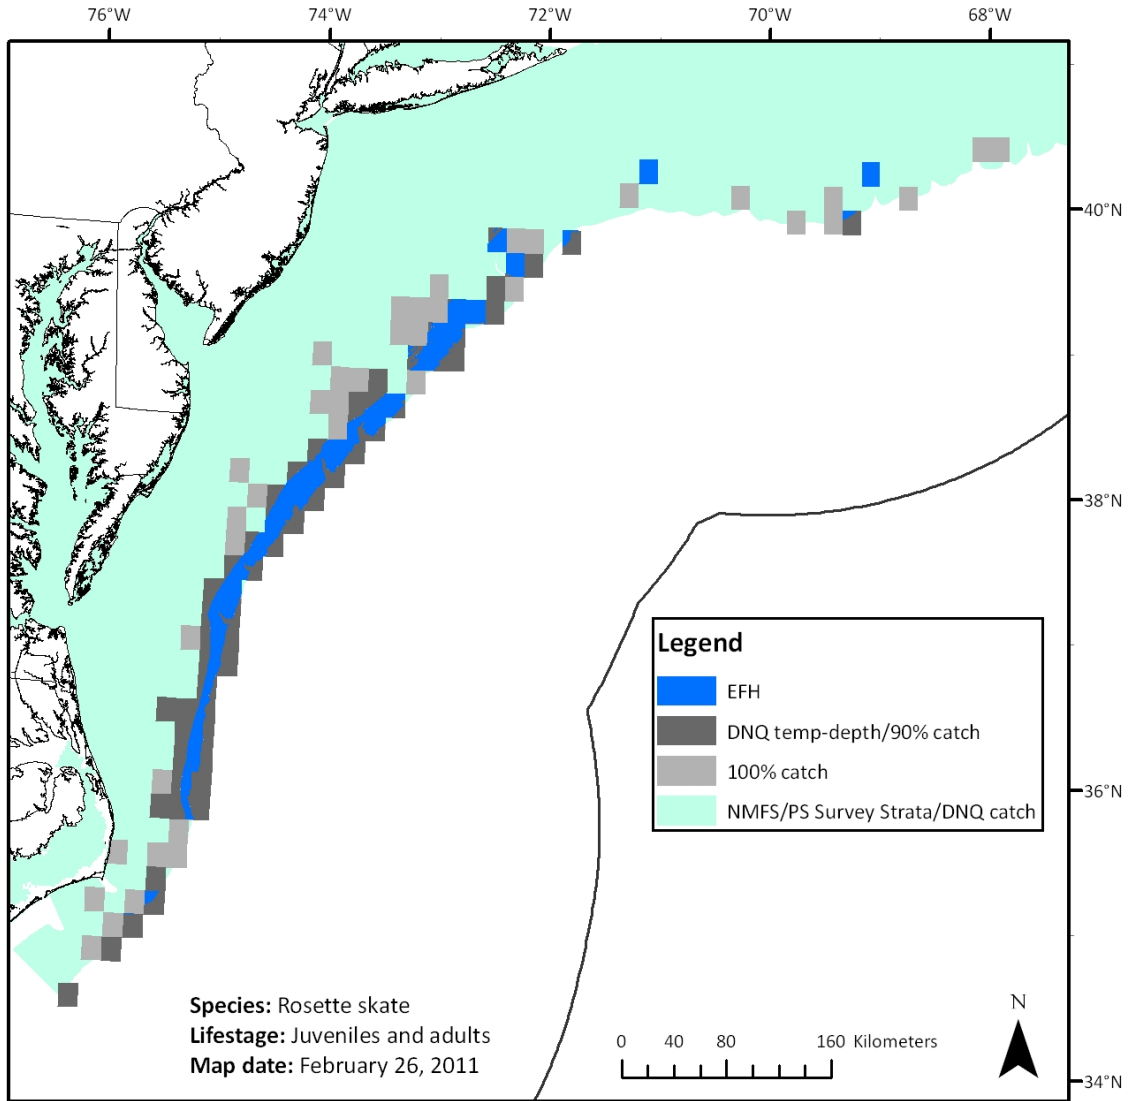 76°W 74°W 72°W 70°W 68°W
40°N
38°N
Legend
EFH
DNQ temp-depth/90% catch
100% catch
NMFS/PS Survey Strata/DNQ catch
36°N
Species: Rosette skate
Lifestage: Juveniles and adults
Map date: February 26, 2011
N
0 40 80 160 Kilometers
34°N